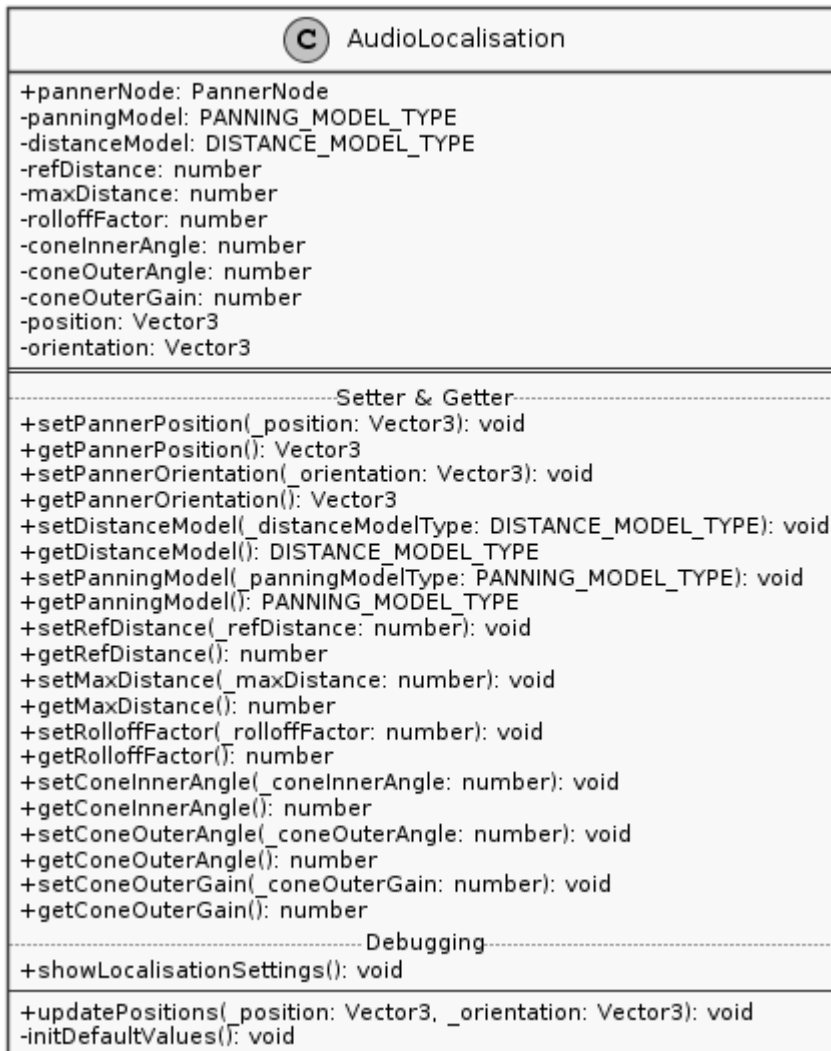 C AudioLocalisation
+pannerNode: PannerNode
-panningModel: PANNING_MODEL_TYPE
-distanceModel: DISTANCE_MODEL_TYPE
-refDistance: number
-maxDistance: number
-rolloffFactor: number
-coneInnerAngle: number
-coneOuterAngle: number
-coneOuterGain: number
-position: Vector3
-orientation: Vector3
Setter & Getter
+setPannerPosition(_position: Vector3): void
+getPannerPosition(): Vector3
+setPannerOrientation(_orientation: Vector3): void
+getPannerOrientation(): Vector3
+setDistanceModel(_distanceModelType: DISTANCE_MODEL_TYPE): void
+getDistanceModel(): DISTANCE_MODEL_TYPE
+setPanningModel(_panningModelType: PANNING_MODEL_TYPE): void
+getPanningModel(): PANNING_MODEL_TYPE
+setRefDistance(_refDistance: number): void
+getRefDistance(): number
+setMaxDistance(_maxDistance: number): void
+getMaxDistance(): number
+setRolloffFactor(_rolloffFactor: number): void
+getRolloffFactor(): number
+setConeInnerAngle(_coneInnerAngle: number): void
+getConeInnerAngle(): number
+setConeOuterAngle(_coneOuterAngle: number): void
+getConeOuterAngle(): number
+setConeOuterGain(_coneOuterGain: number): void
+getConeOuterGain(): number
Debugging
+showLocalisationSettings(): void
+updatePositions(_position: Vector3, _orientation: Vector3): void
-initDefaultValues(): void